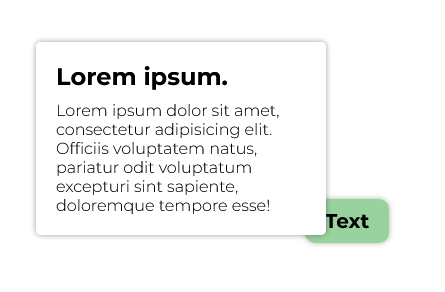 Lorem ipsum.
Lorem ipsum dolor sit amet,
consectetur adipisicing elit.
Officiis voluptatem natus,
pariatur odit voluptatum
excepturi sint sapiente,
doloremque tempore esse!
Text